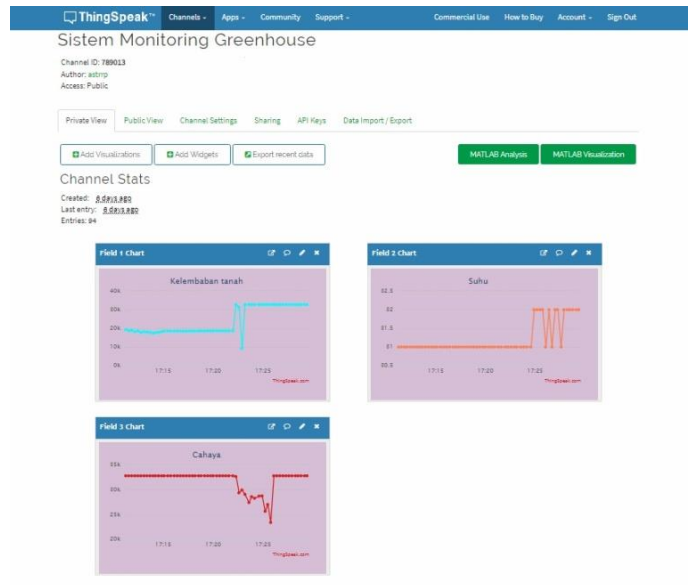 ThingSpeak™ Channels Apps Community Support Commercial Use How to Buy Account Sign Out
Sistem Monitoring Greenhouse
Channel ID: 789013
Author: astrrp
Access: Public
Private View Public View Channel Settings Sharing API Keys Data Import / Export
Add Visualizations Add Widgets Export recent data MATLAB Analysis MATLAB Visualization
Channel Stats
Created: 6 days ago
Last entry: 6 days ago
Entries: 94
Field 1 Chart
Kelembaban tanah
40k
30k
20k
10k
0k
17:15 17:20 17:25
ThingSpeak.com
Field 2 Chart
Suhu
32.5
32
31.5
31
30.5
17:15 17:20 17:25
ThingSpeak.com
Field 3 Chart
Cahaya
35k
30k
25k
20k
17:15 17:20 17:25
ThingSpeak.com